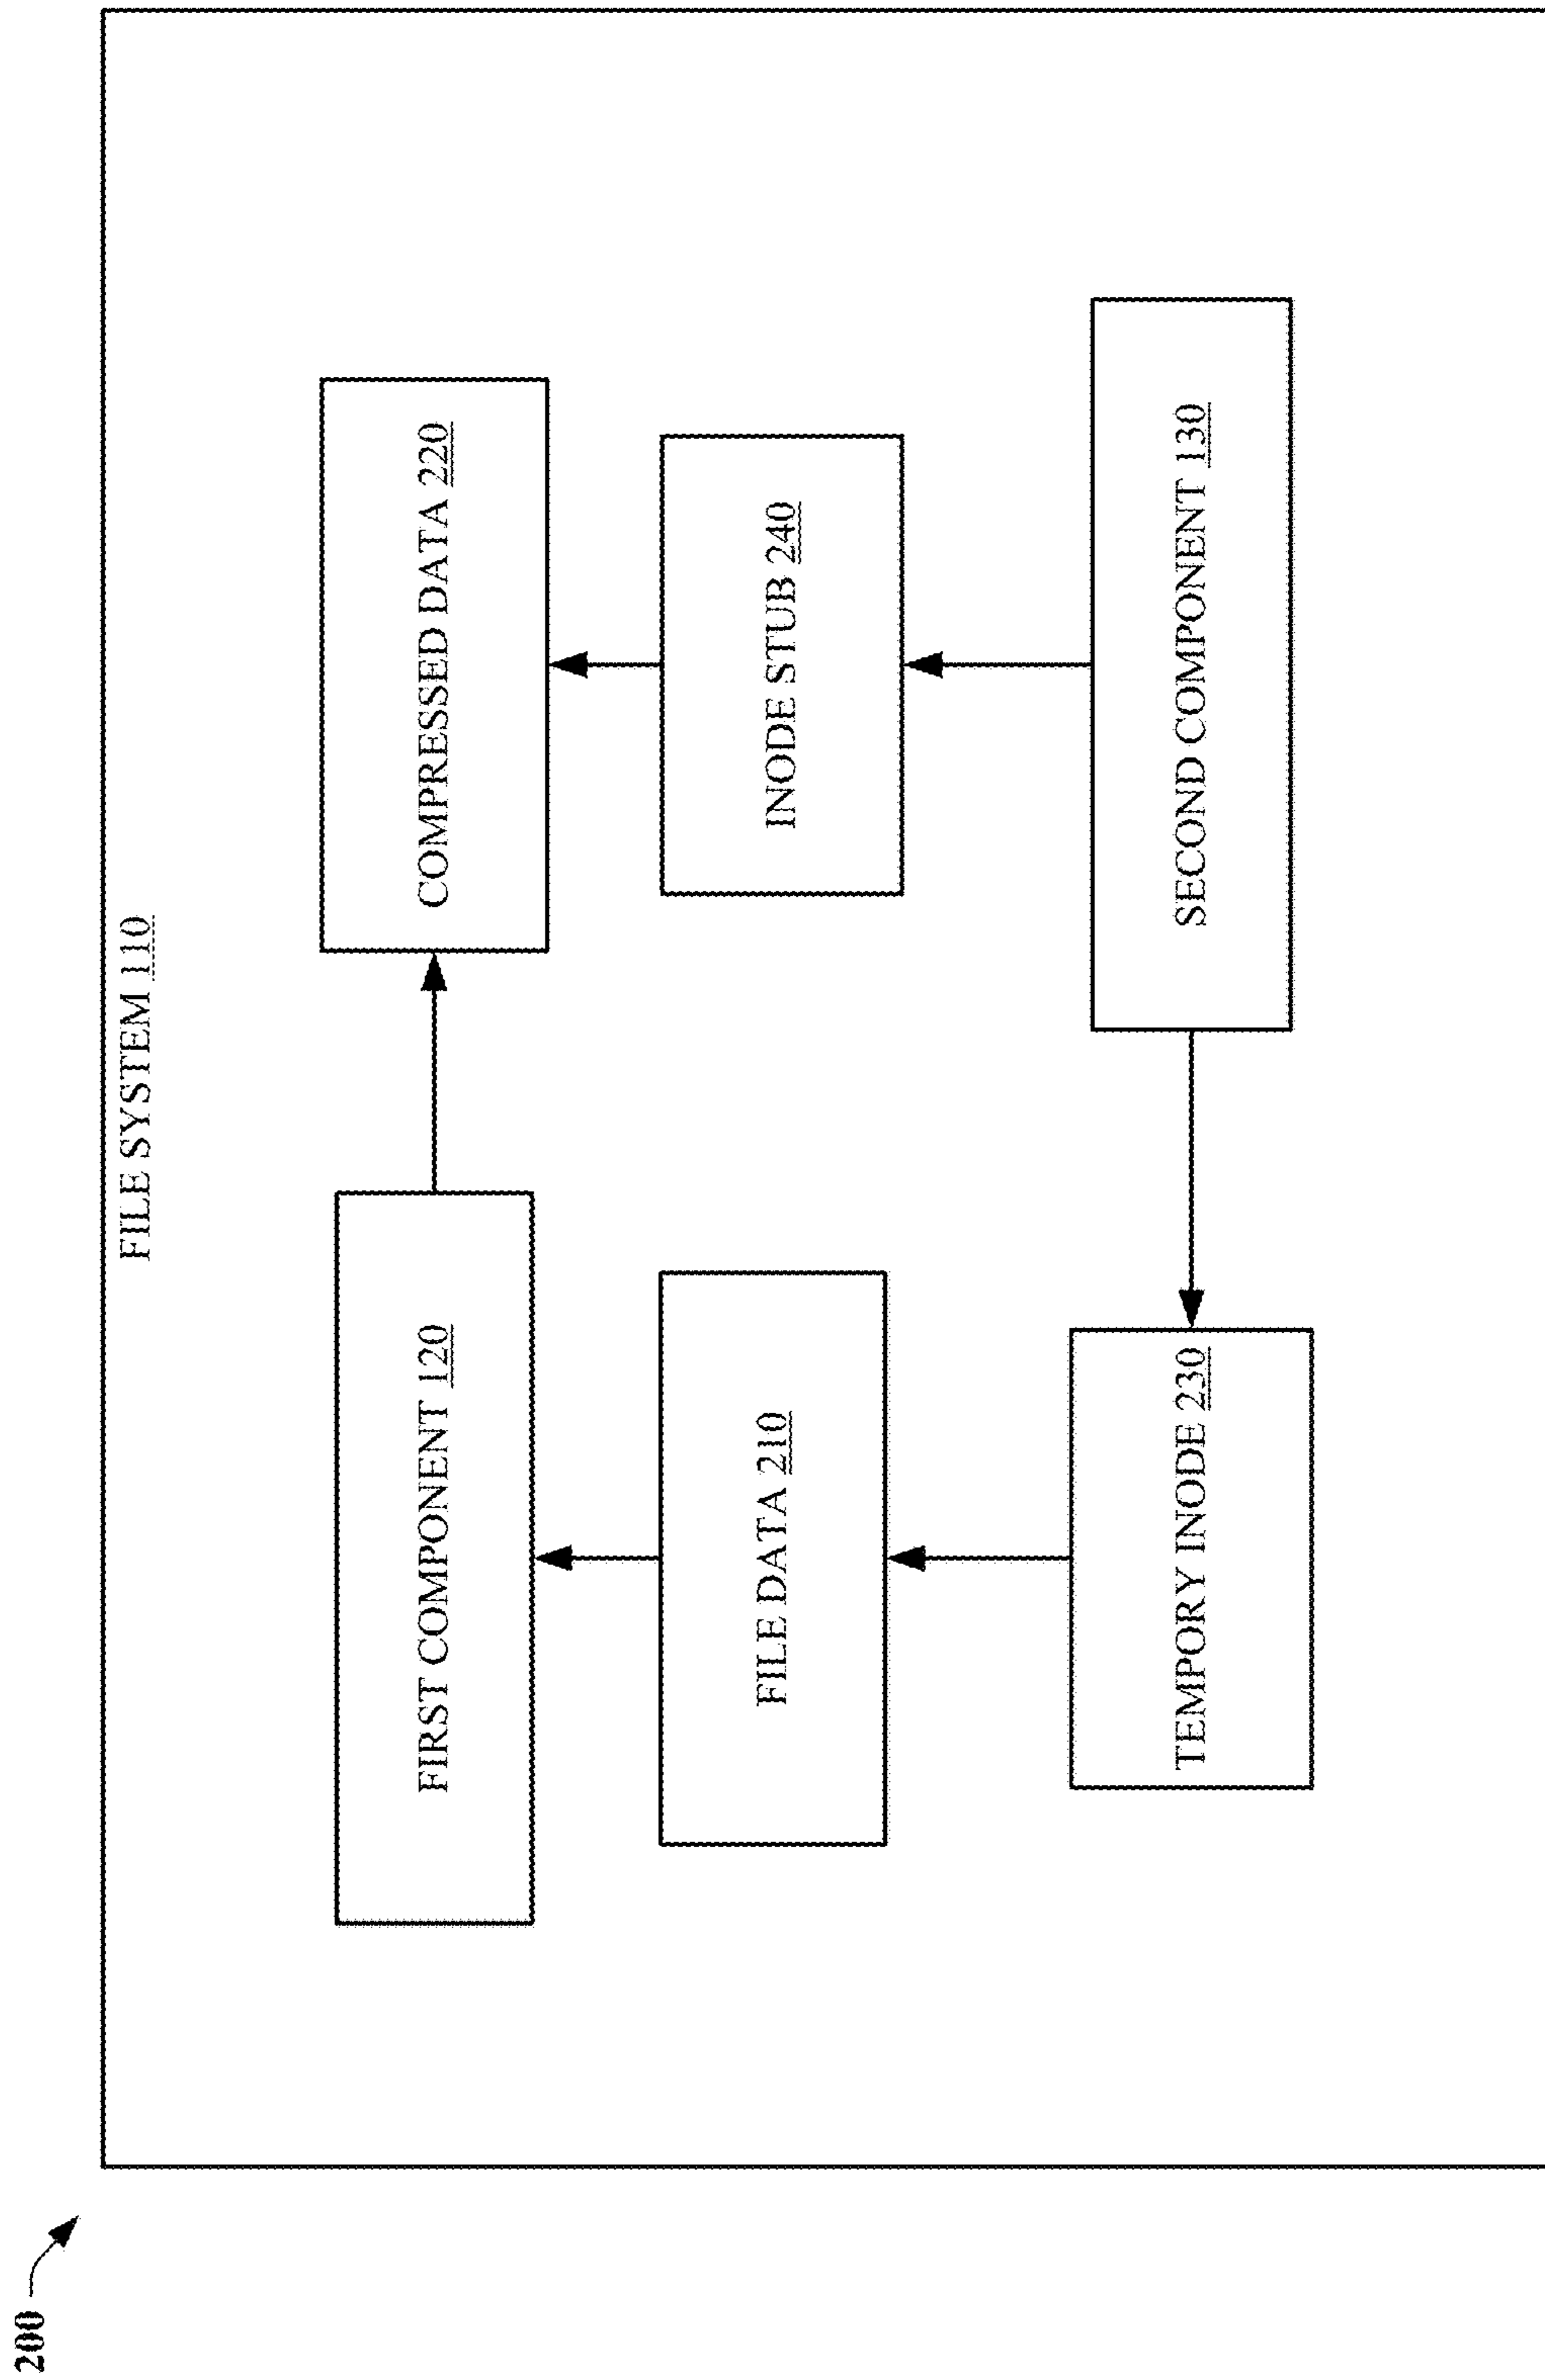 200
FILE SYSTEM 110
FIRST COMPONENT 120
COMPRESSED DATA 220
FILE DATA 210
INODE STUB 240
TEMPORY INODE 230
SECOND COMPONENT 130